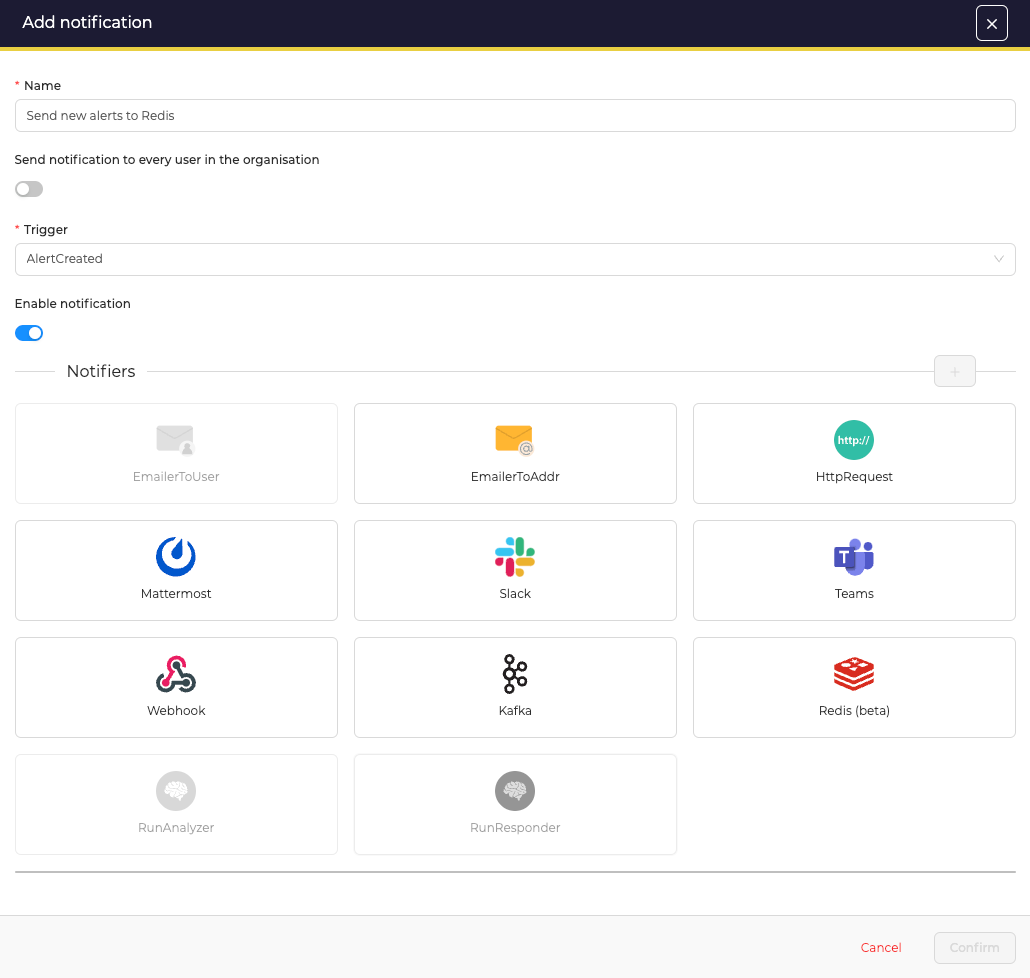 Add notification
* Name
Send new alerts to Redis
Send notification to every user in the organisation
* Trigger
AlertCreated
Enable notification
Notifiers
+
EmailerToUser
@
EmailerToAddr
http://
HttpRequest
Mattermost
Slack
T
Teams
Webhook
Kafka
Redis (beta)
RunAnalyzer
RunResponder
Cancel
Confirm